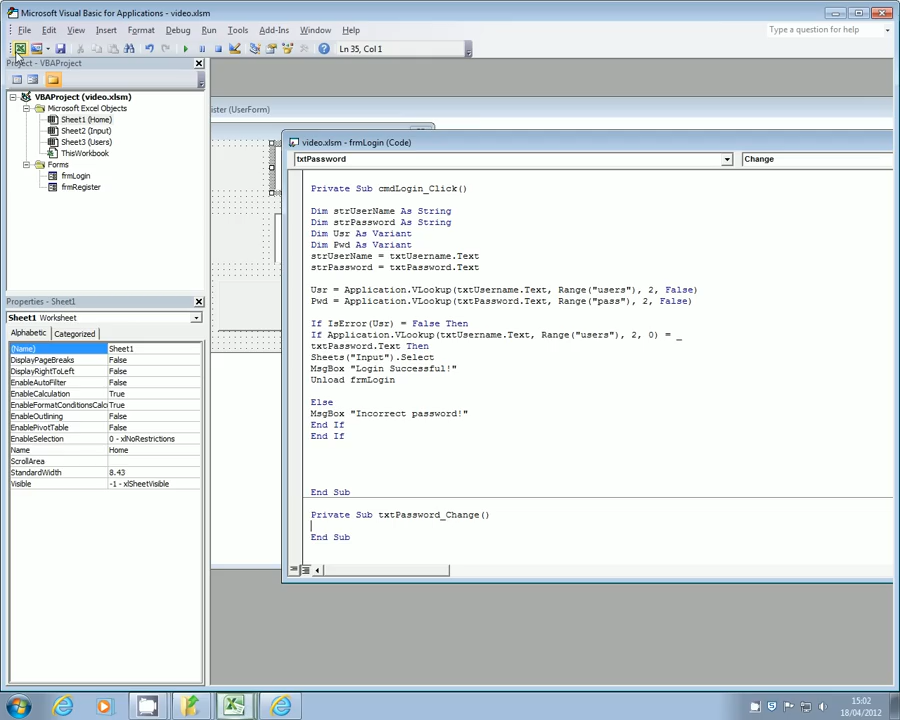 Microsoft Visual Basic for Applications - video.xlsm
File Edit View Insert Format Debug Run Tools Add-Ins Window Help
Type a question for help
Ln 35, Col 1
Project - VBAProject
VBAProject (video.xlsm)
Microsoft Excel Objects
Sheet1 (Home)
Sheet2 (Input)
Sheet3 (Users)
ThisWorkbook
Forms
frmLogin
frmRegister
Properties - Sheet1
Sheet1 Worksheet
Alphabetic Categorized
(Name) Sheet1
DisplayPageBreaks False
DisplayRightToLeft False
EnableAutoFilter False
EnableCalculation True
EnableFormatConditionsCalc True
EnableOutlining False
EnablePivotTable False
EnableSelection 0 - xlNoRestrictions
Name Home
ScrollArea
StandardWidth 8.43
Visible -1 - xlSheetVisible
ister (UserForm)
video.xlsm - frmLogin (Code)
txtPassword Change
Private Sub cmdLogin_Click()
Dim strUserName As String
Dim strPassword As String
Dim Usr As Variant
Dim Pwd As Variant
strUserName = txtUsername.Text
strPassword = txtPassword.Text
Usr = Application.VLookup(txtUsername.Text, Range("users"), 2, False)
Pwd = Application.VLookup(txtPassword.Text, Range("pass"), 2, False)
If IsError(Usr) = False Then
If Application.VLookup(txtUsername.Text, Range("users"), 2, 0) = _
txtPassword.Text Then
Sheets("Input").Select
MsgBox "Login Successful!"
Unload frmLogin
Else
MsgBox "Incorrect password!"
End If
End If
End Sub
Private Sub txtPassword_Change()
End Sub
15:02
18/04/2012